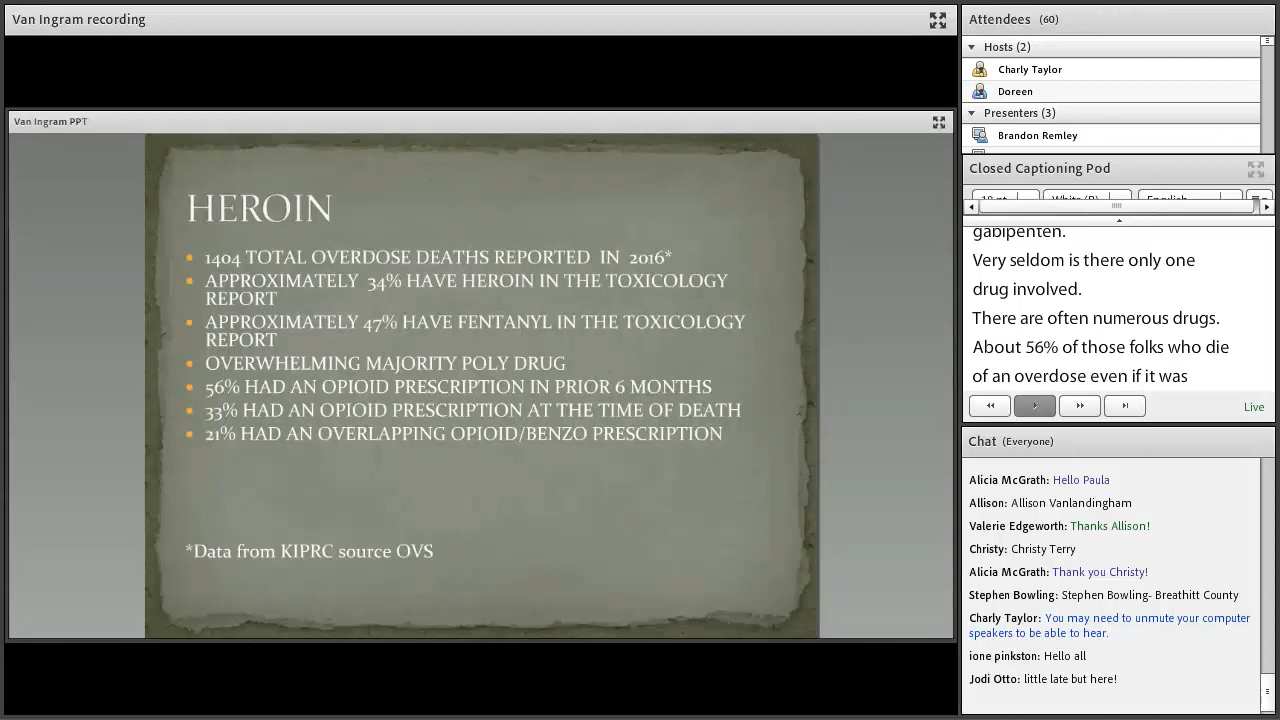 Van Ingram recording
Van Ingram PPT
HEROIN
1404 TOTAL OVERDOSE DEATHS REPORTED IN 2016*
APPROXIMATELY 34% HAVE HEROIN IN THE TOXICOLOGY
REPORT
APPROXIMATELY 47% HAVE FENTANYL IN THE TOXICOLOGY
REPORT
OVERWHELMING MAJORITY POLY DRUG
56% HAD AN OPIOID PRESCRIPTION IN PRIOR 6 MONTHS
33% HAD AN OPIOID PRESCRIPTION AT THE TIME OF DEATH
21% HAD AN OVERLAPPING OPIOID/BENZO PRESCRIPTION
*Data from KIPRC source OVS
Attendees (60)
Hosts (2)
Charly Taylor
Doreen
Presenters (3)
Brandon Remley
Closed Captioning Pod
gabipenten.
Very seldom is there only one
drug involved.
There are often numerous drugs.
About 56% of those folks who die
of an overdose even if it was
Live
Chat (Everyone)
Alicia McGrath: Hello Paula
Allison: Allison Vanlandingham
Valerie Edgeworth: Thanks Allison!
Christy: Christy Terry
Alicia McGrath: Thank you Christy!
Stephen Bowling: Stephen Bowling- Breathitt County
Charly Taylor: You may need to unmute your computer
speakers to be able to hear.
ione pinkston: Hello all
Jodi Otto: little late but here!